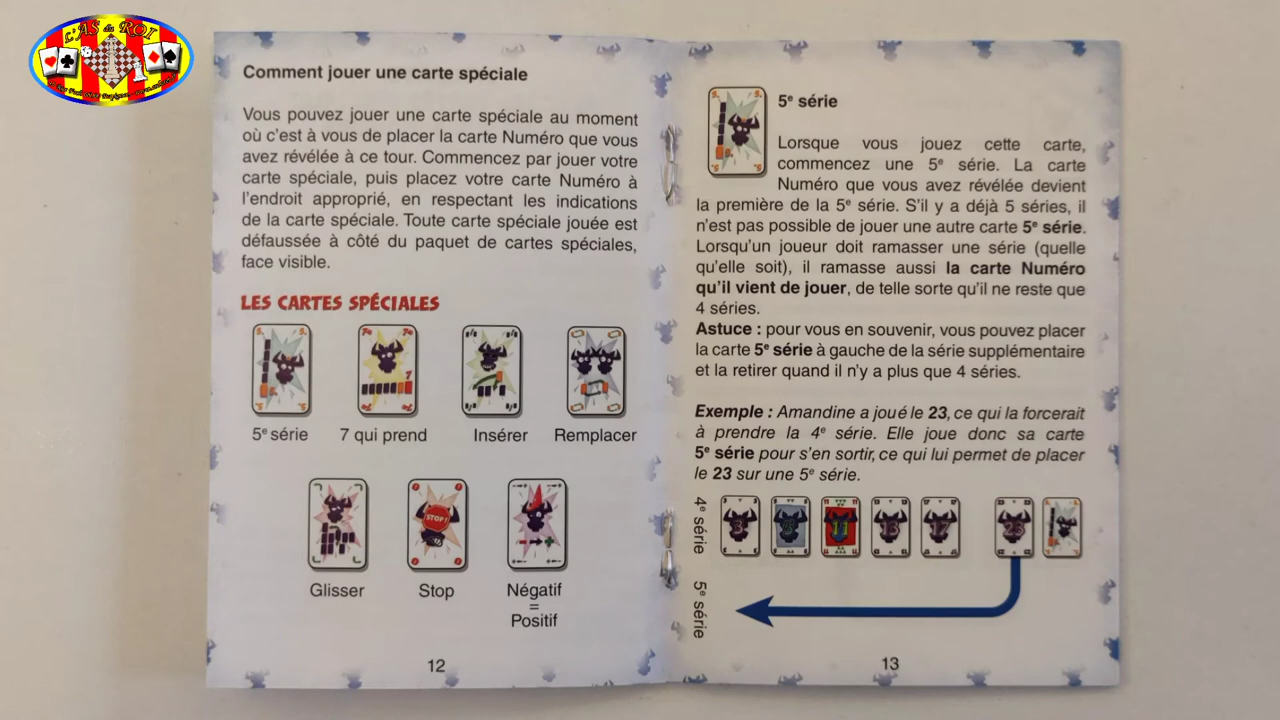 L'AS du ROI
Comment jouer une carte spéciale
Vous pouvez jouer une carte spéciale au moment
où c'est à vous de placer la carte Numéro que vous
avez révélée à ce tour. Commencez par jouer votre
carte spéciale, puis placez votre carte Numéro à
l'endroit approprié, en respectant les indications
de la carte spéciale. Toute carte spéciale jouée est
défaussée à côté du paquet de cartes spéciales,
face visible.
LES CARTES SPÉCIALES
5e série
7 qui prend
Insérer
Remplacer
STOP!
Glisser
Stop
Négatif
=
Positif
12
5e série
Lorsque vous jouez cette carte,
commencez une 5e série. La carte
Numéro que vous avez révélée devient
la première de la 5e série. S'il y a déjà 5 séries, il
n'est pas possible de jouer une autre carte 5e série.
Lorsqu'un joueur doit ramasser une série (quelle
qu'elle soit), il ramasse aussi la carte Numéro
qu'il vient de jouer, de telle sorte qu'il ne reste que
4 séries.
Astuce : pour vous en souvenir, vous pouvez placer
la carte 5e série à gauche de la série supplémentaire
et la retirer quand il n'y a plus que 4 séries.
Exemple : Amandine a joué le 23, ce qui la forcerait
à prendre la 4e série. Elle joue donc sa carte
5e série pour s'en sortir, ce qui lui permet de placer
le 23 sur une 5e série.
4e série
3
11
13
17
23
5e série
13